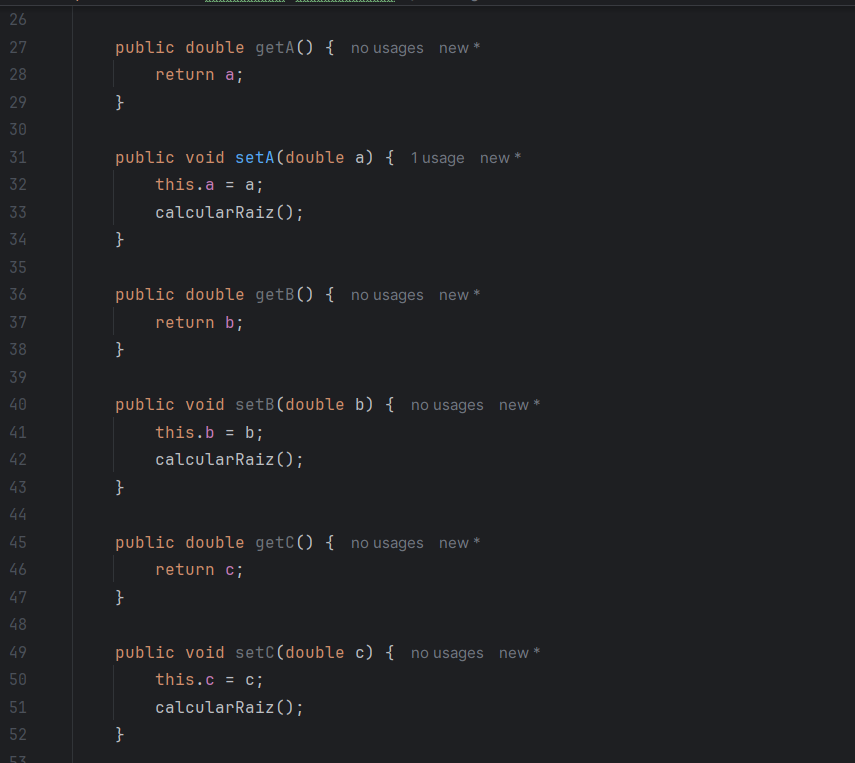 26
27 public double getA() { no usages new *
28 return a;
29 }
30
31 public void setA(double a) { 1 usage new *
32 this.a = a;
33 calcularRaiz();
34 }
35
36 public double getB() { no usages new *
37 return b;
38 }
39
40 public void setB(double b) { no usages new *
41 this.b = b;
42 calcularRaiz();
43 }
44
45 public double getC() { no usages new *
46 return c;
47 }
48
49 public void setC(double c) { no usages new *
50 this.c = c;
51 calcularRaiz();
52 }
53